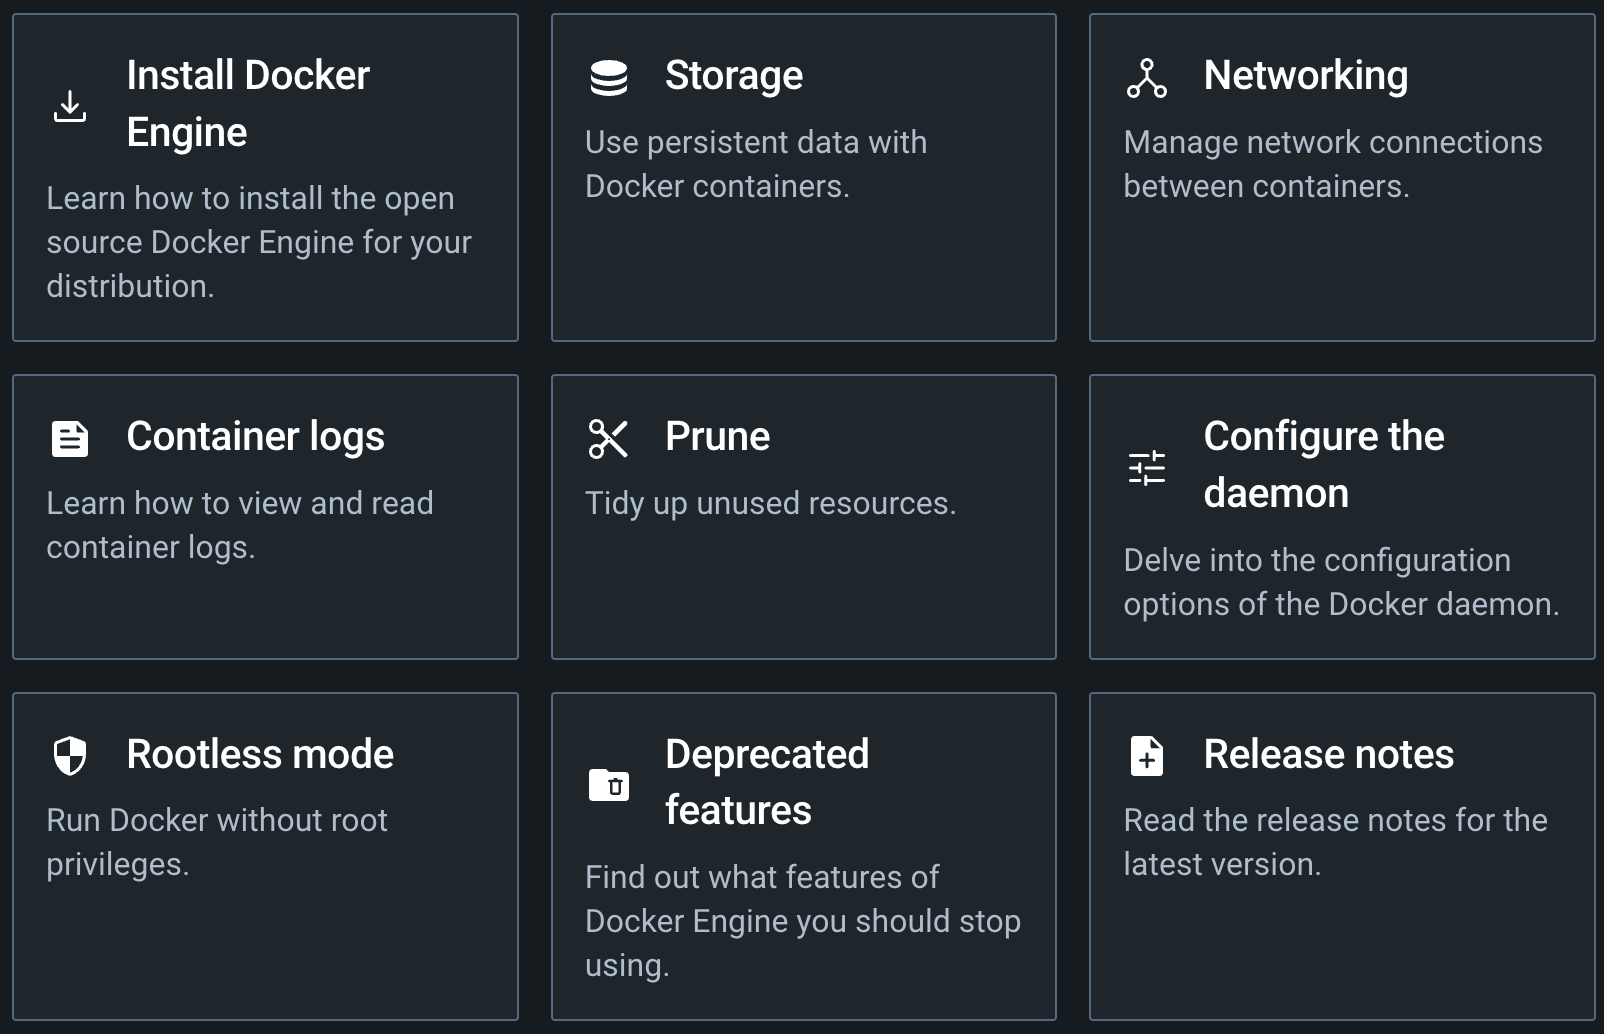 Install Docker
Engine
Learn how to install the open
source Docker Engine for your
distribution.
Storage
Use persistent data with
Docker containers.
Networking
Manage network connections
between containers.
Container logs
Learn how to view and read
container logs.
Prune
Tidy up unused resources.
Configure the
daemon
Delve into the configuration
options of the Docker daemon.
Rootless mode
Run Docker without root
privileges.
Deprecated
features
Find out what features of
Docker Engine you should stop
using.
Release notes
Read the release notes for the
latest version.